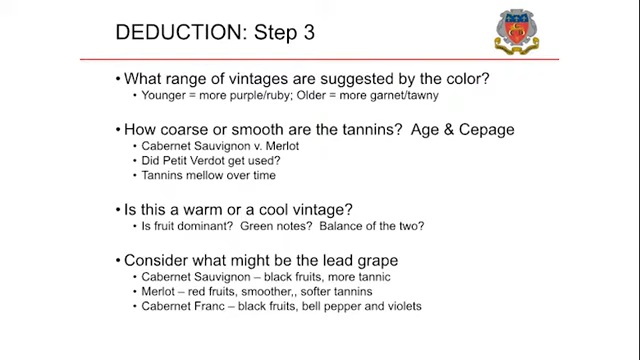 DEDUCTION: Step 3
• What range of vintages are suggested by the color?
• Younger = more purple/ruby; Older = more garnet/tawny
• How coarse or smooth are the tannins? Age & Cepage
• Cabernet Sauvignon v. Merlot
• Did Petit Verdot get used?
• Tannins mellow over time
• Is this a warm or a cool vintage?
• Is fruit dominant? Green notes? Balance of the two?
• Consider what might be the lead grape
• Cabernet Sauvignon – black fruits, more tannic
• Merlot – red fruits, smoother,, softer tannins
• Cabernet Franc – black fruits, bell pepper and violets